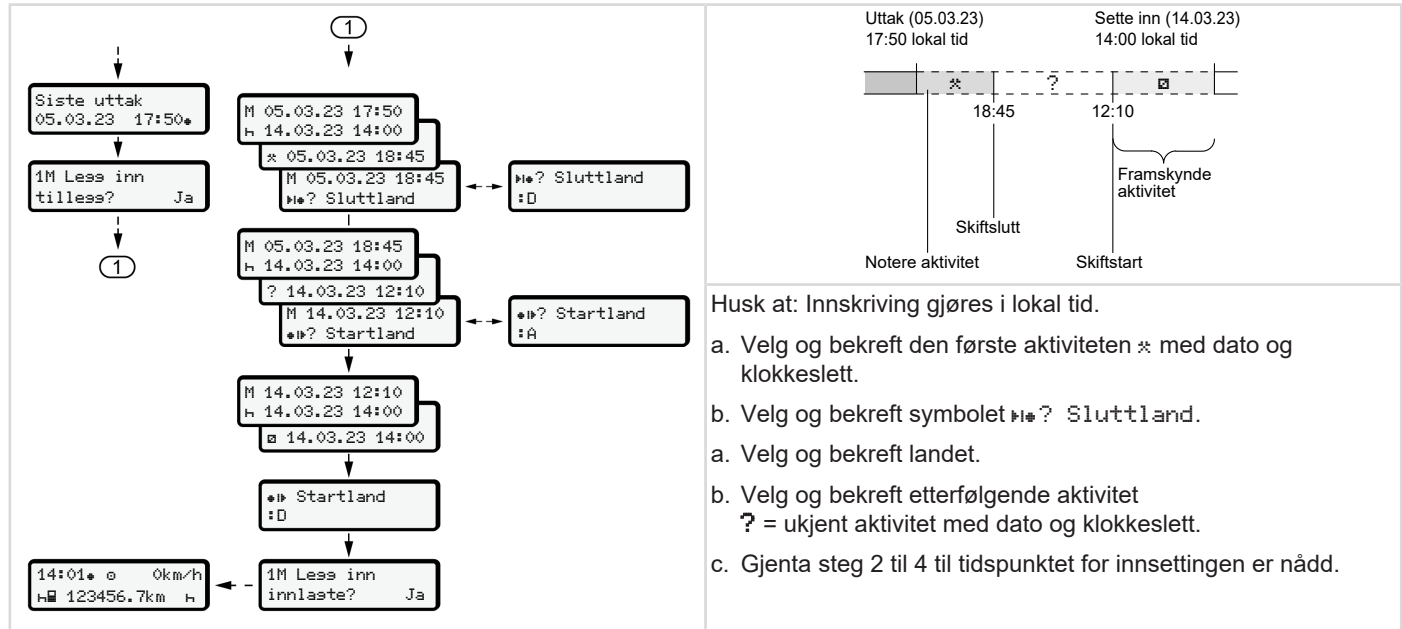 1
Siste uttak
05.03.23 17:50
1M Less inn
tilless? Ja
1
M 05.03.23 17:50
14.03.23 14:00
05.03.23 18:45
M 05.03.23 18:45
? Sluttland
? Sluttland
:D
M 05.03.23 18:45
14.03.23 14:00
? 14.03.23 12:10
M 14.03.23 12:10
? Startland
? Startland
:A
M 14.03.23 12:10
14.03.23 14:00
14.03.23 14:00
Startland
:D
1M Less inn
innlaste? Ja
14:01 0km/h
123456.7km
Uttak (05.03.23)
17:50 lokal tid
Sette inn (14.03.23)
14:00 lokal tid
?
18:45
12:10
Framskynde
aktivitet
Skiftslutt
Notere aktivitet
Skiftstart
Husk at: Innskriving gjøres i lokal tid.
a. Velg og bekreft den første aktiviteten med dato og
klokkeslett.
b. Velg og bekreft symbolet ? Sluttland.
a. Velg og bekreft landet.
b. Velg og bekreft etterfølgende aktivitet
? = ukjent aktivitet med dato og klokkeslett.
c. Gjenta steg 2 til 4 til tidspunktet for innsettingen er nådd.